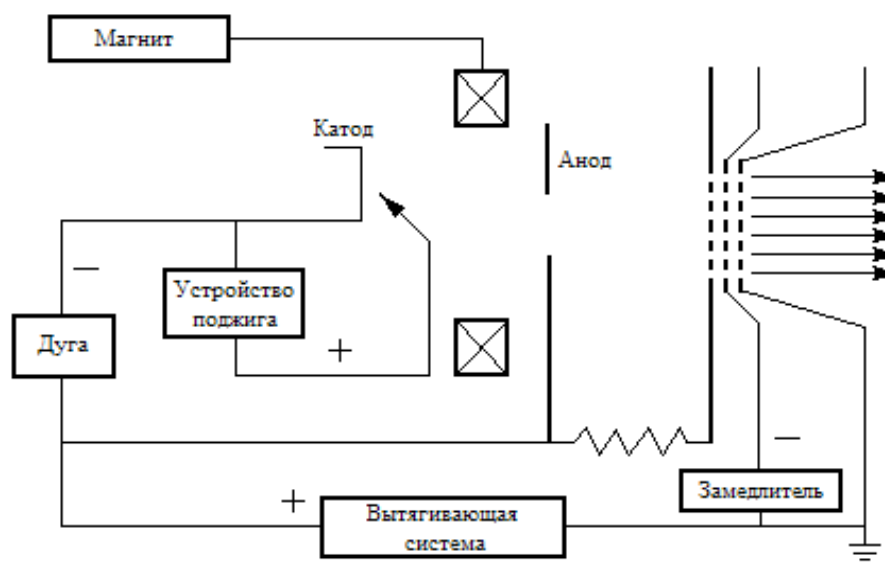 Магнит
Катод
Анод
—
Устройство
поджига
Дуга
+
—
Замедлитель
+
Вытягивающая
система